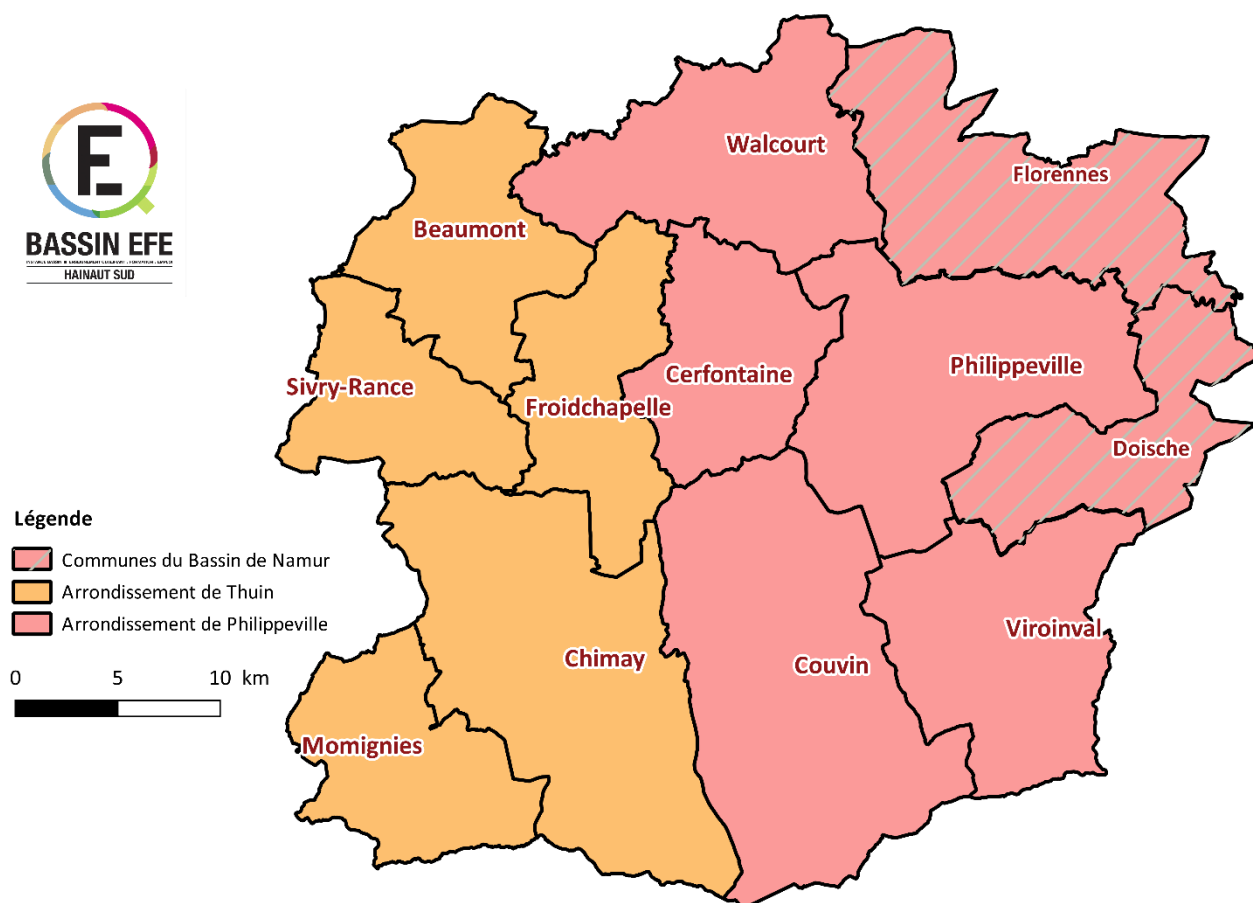 E
BASSIN EFE
HAINAUT SUD
Walcourt
Florennes
Beaumont
Sivry-Rance
Froidchapelle
Cerfontaine
Philippeville
Doische
Chimay
Couvin
Viroinval
Momignies
Légende
Communes du Bassin de Namur
Arrondissement de Thuin
Arrondissement de Philippeville
0 5 10 km